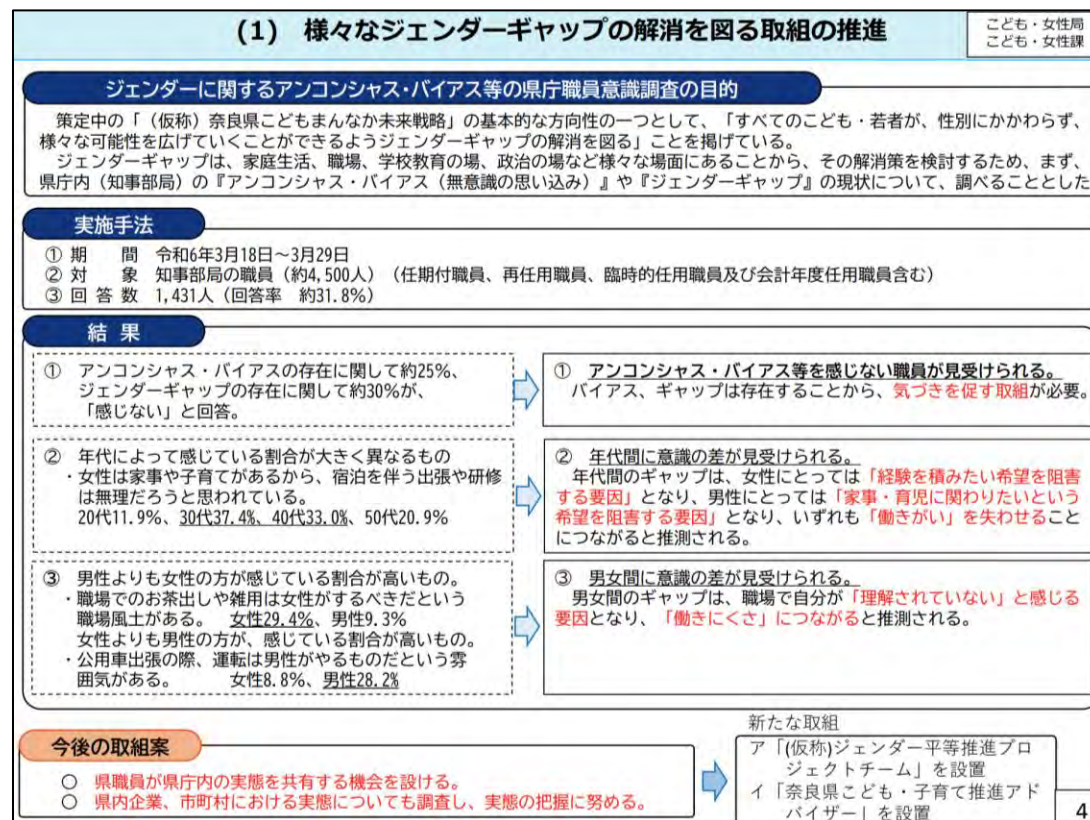 (1) 様々なジェンダーギャップの解消を図る取組の推進
こども・女性局
こども・女性課
ジェンダーに関するアンコンシャス・バイアス等の県庁職員意識調査の目的
策定中の「（仮称）奈良県こどもまんなか未来戦略」の基本的な方向性の一つとして、「すべてのこども・若者が、性別にかかわらず、
様々な可能性を広げていくことができるようジェンダーギャップの解消を図る」ことを掲げている。
ジェンダーギャップは、家庭生活、職場、学校教育の場、政治の場など様々な場面にあることから、その解消策を検討するため、まず、
県庁内（知事部局）の『アンコンシャス・バイアス（無意識の思い込み）』や『ジェンダーギャップ』の現状について、調べることとした
実施手法
① 期　　間　令和6年3月18日～3月29日
② 対　　象　知事部局の職員（約4,500人）（任期付職員、再任用職員、臨時的任用職員及び会計年度任用職員含む）
③ 回 答 数　1,431人（回答率　約31.8%）
結 果
① アンコンシャス・バイアスの存在に関して約25%、
ジェンダーギャップの存在に関して約30%が、
「感じない」と回答。
① アンコンシャス・バイアス等を感じない職員が見受けられる。
バイアス、ギャップは存在することから、気づきを促す取組が必要。
② 年代によって感じている割合が大きく異なるもの
・女性は家事や子育てがあるから、宿泊を伴う出張や研修
は無理だろうと思われている。
20代11.9%、30代37.4%、40代33.0%、50代20.9%
② 年代間に意識の差が見受けられる。
年代間のギャップは、女性にとっては「経験を積みたい希望を阻害
する要因」となり、男性にとっては「家事・育児に関わりたいという
希望を阻害する要因」となり、いずれも「働きがい」を失わせること
につながると推測される。
③ 男性よりも女性の方が感じている割合が高いもの。
・職場でのお茶出しや雑用は女性がするべきだという
職場風土がある。　女性29.4%、男性9.3%
女性よりも男性の方が、感じている割合が高いもの。
・公用車出張の際、運転は男性がやるものだという雰
囲気がある。　　　女性8.8%、男性28.2%
③ 男女間に意識の差が見受けられる。
男女間のギャップは、職場で自分が「理解されていない」と感じる
要因となり、「働きにくさ」につながると推測される。
今後の取組案
○ 県職員が県庁内の実態を共有する機会を設ける。
○ 県内企業、市町村における実態についても調査し、実態の把握に努める。
新たな取組
ア「(仮称)ジェンダー平等推進プロ
ジェクトチーム」を設置
イ「奈良県こども・子育て推進アド
バイザー」を設置
4